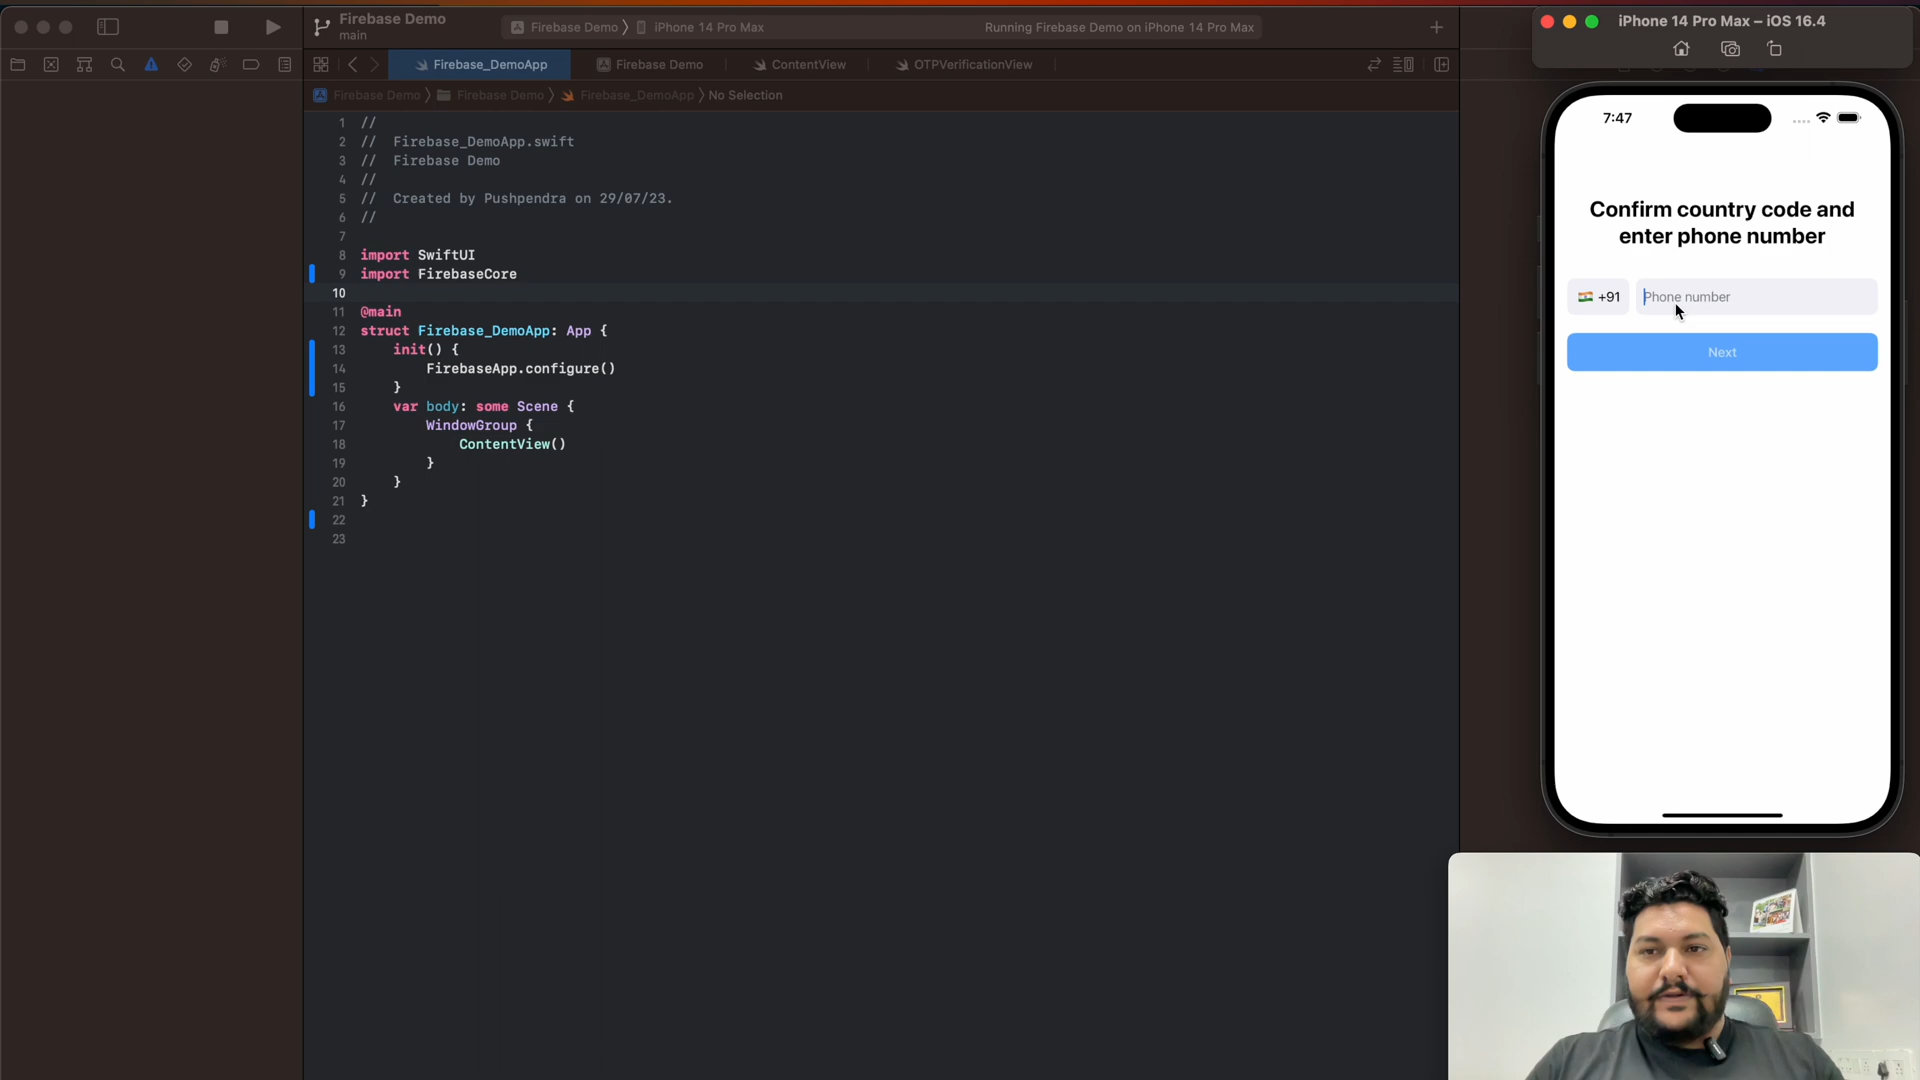 Firebase Demo
main
Firebase Demo
iPhone 14 Pro Max
Running Firebase Demo on iPhone 14 Pro Max
Firebase_DemoApp
Firebase Demo
ContentView
OTPVerificationView
Firebase Demo
Firebase Demo
Firebase_DemoApp
No Selection
1 //
2 //  Firebase_DemoApp.swift
3 //  Firebase Demo
4 //
5 //  Created by Pushpendra on 29/07/23.
6 //
7
8 import SwiftUI
9 import FirebaseCore
10
11 @main
12 struct Firebase_DemoApp: App {
13     init() {
14         FirebaseApp.configure()
15     }
16     var body: some Scene {
17         WindowGroup {
18             ContentView()
19         }
20     }
21 }
22
23
iPhone 14 Pro Max – iOS 16.4
7:47
Confirm country code and
enter phone number
+91
Phone number
Next